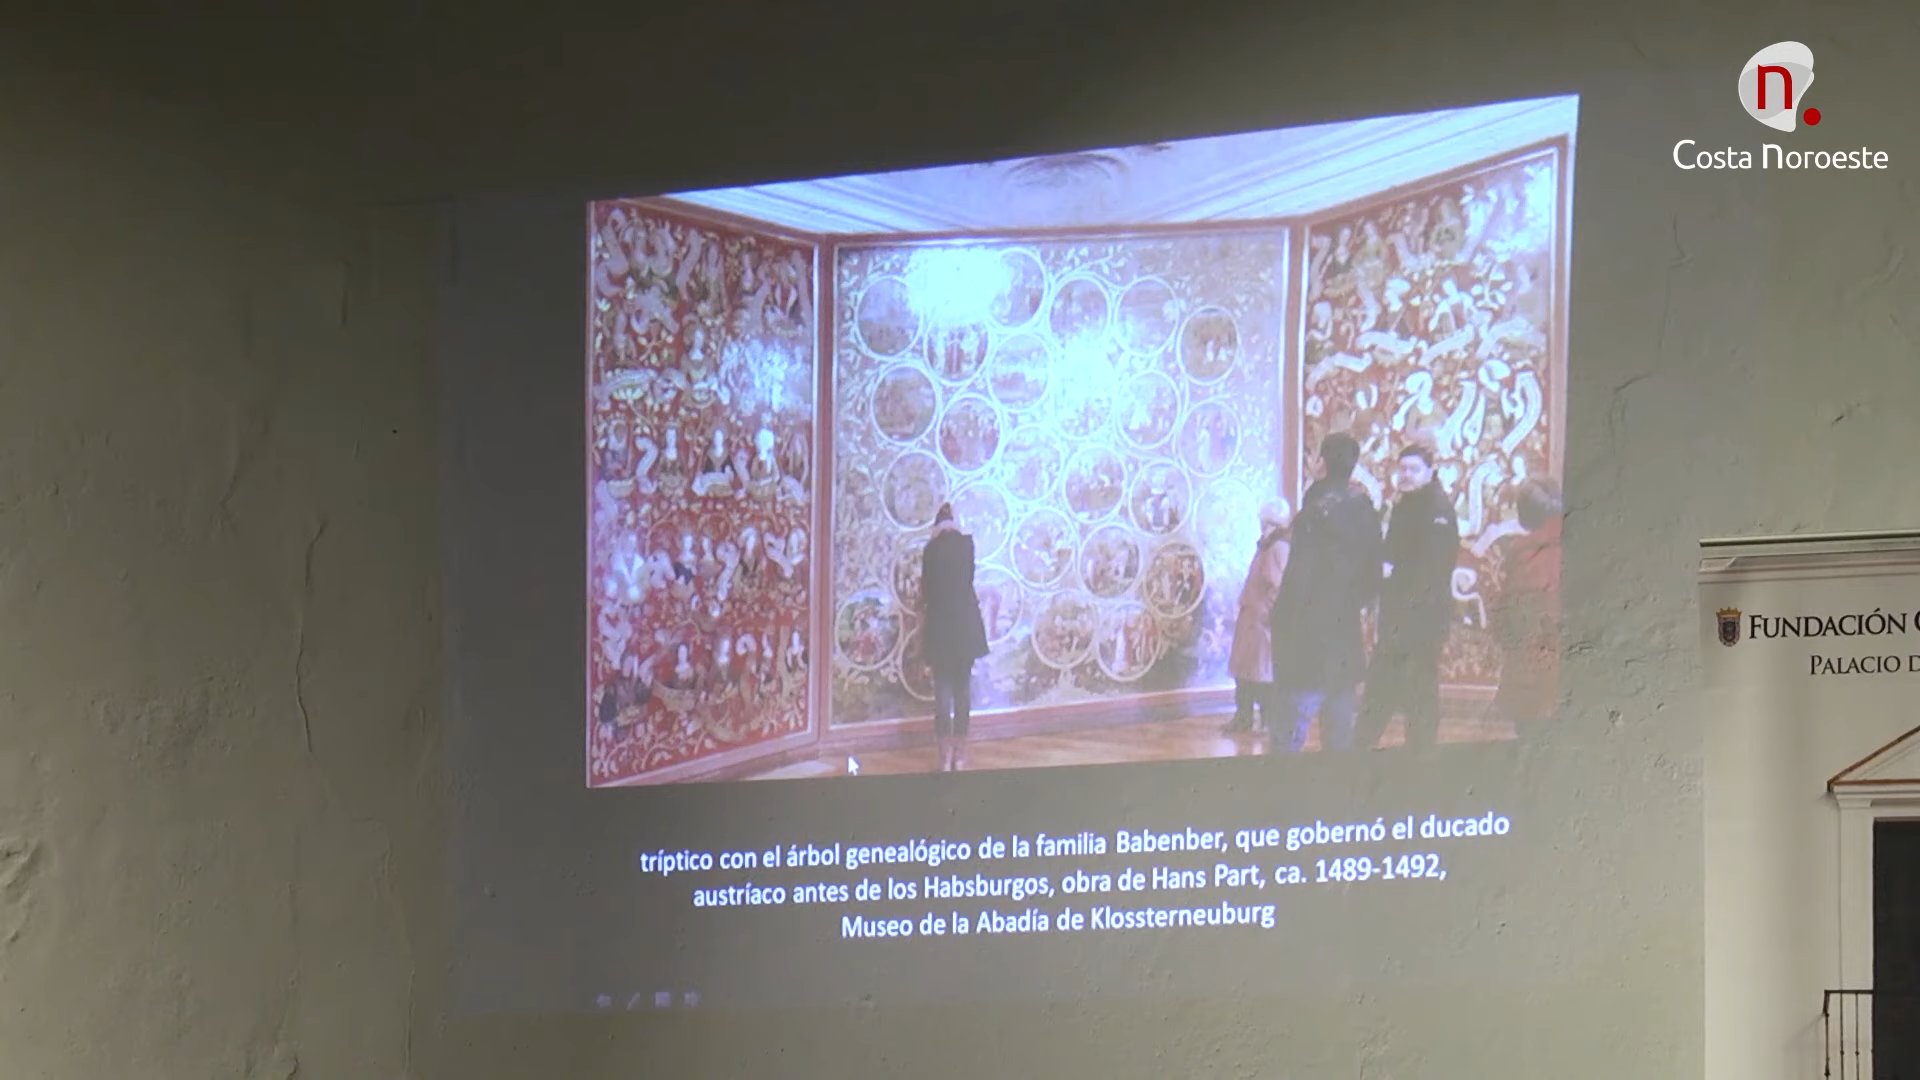 n.
Costa noroeste
tríptico con el árbol genealógico de la familia Babenber, que gobernó el ducado
austríaco antes de los Habsburgos, obra de Hans Part, ca. 1489-1492,
Museo de la Abadía de Klossterneuburg
FUNDACIÓN
PALACIO